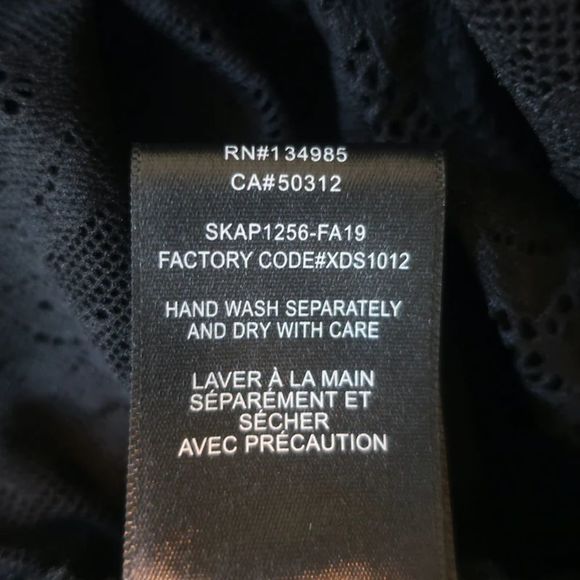 RN#134985
CA#50312
SKAP1256-FA19
FACTORY CODE#XDS1012
HAND WASH SEPARATELY
AND DRY WITH CARE
LAVER À LA MAIN
SÉPARÉMENT ET
SÉCHER
AVEC PRÉCAUTION